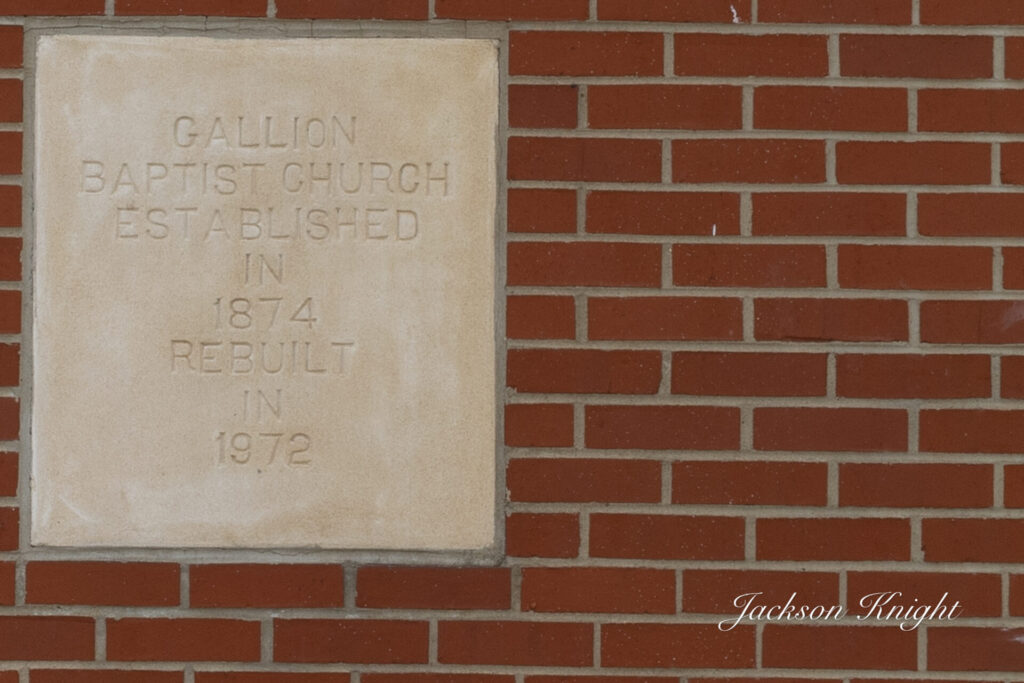 GALLION
BAPTIST CHURCH
ESTABLISHED
IN
1874
REBUILT
IN
1972
Jackson Knight